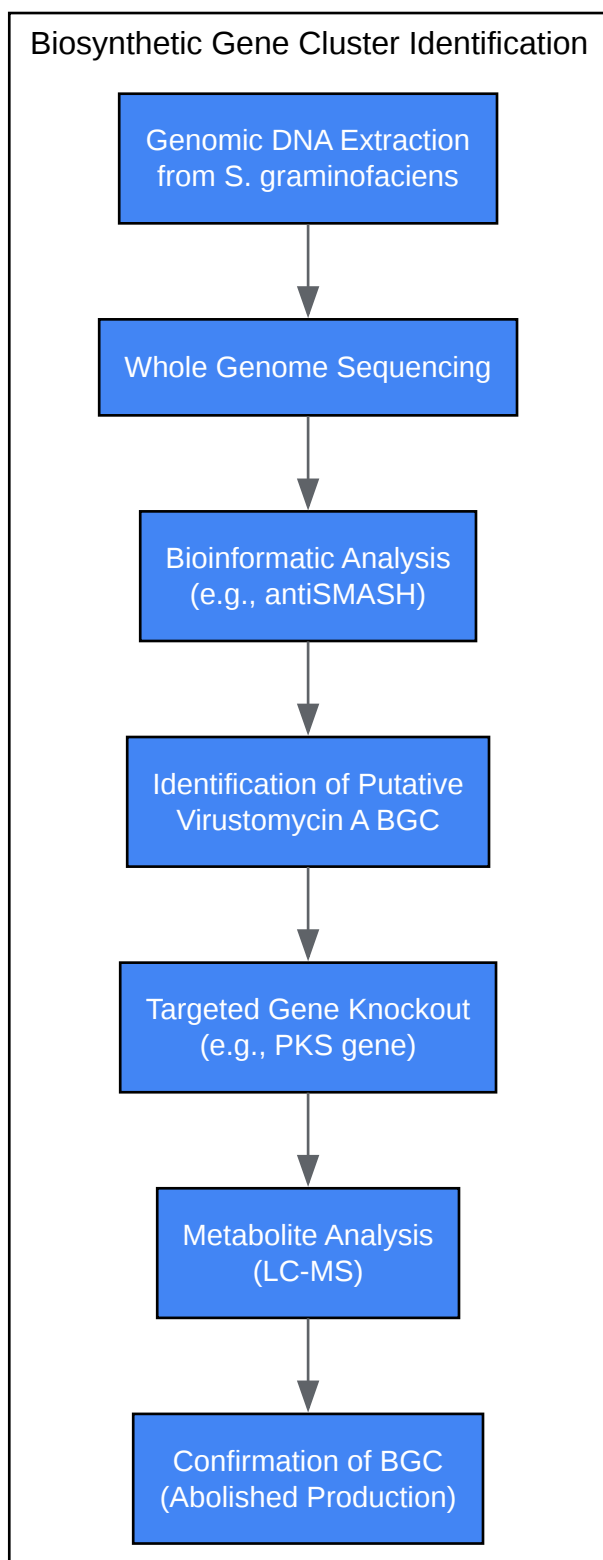 Biosynthetic Gene Cluster Identification
Genomic DNA Extraction
from S. graminofaciens
Whole Genome Sequencing
Bioinformatic Analysis
(e.g., antiSMASH)
Identification of Putative
Virustomycin A BGC
Targeted Gene Knockout
(e.g., PKS gene)
Metabolite Analysis
(LC-MS)
Confirmation of BGC
(Abolished Production)